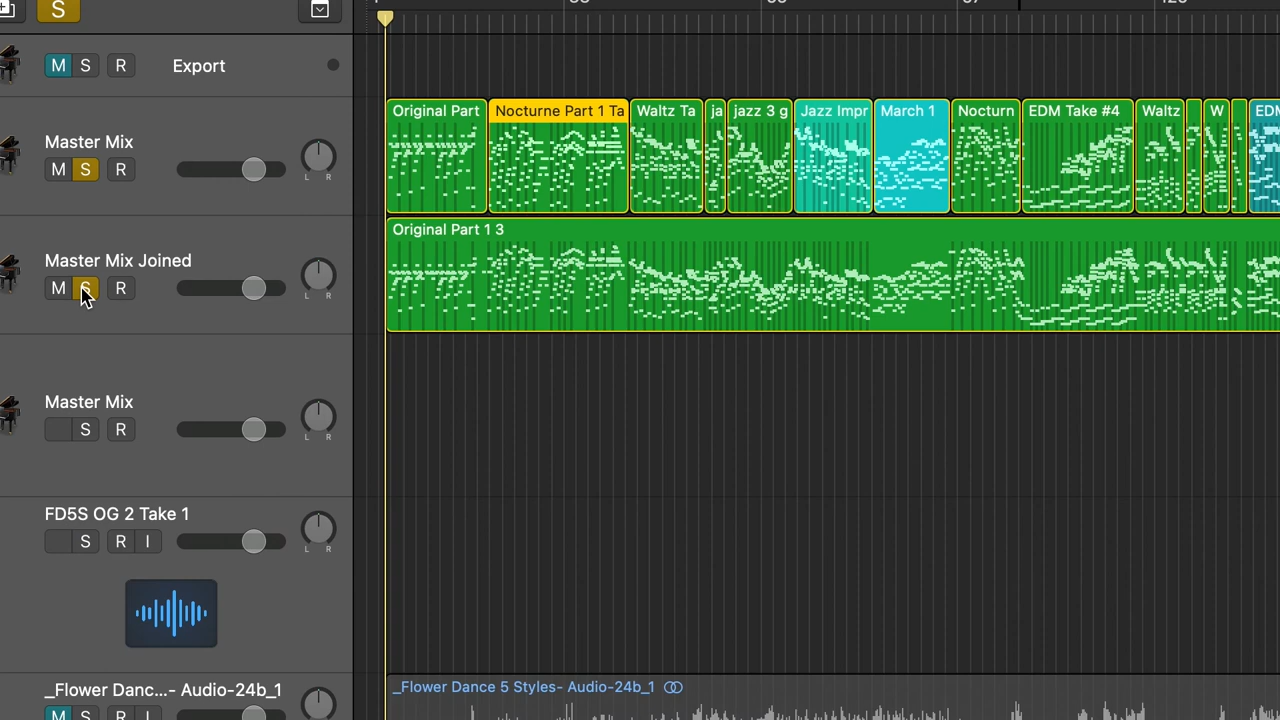 S
M S R Export
Original Part
Nocturne Part 1 Ta
Waltz Ta
ja
jazz 3 g
Jazz Impr
March 1
Nocturn
EDM Take #4
Waltz
W
EDM
Master Mix
M S R
L R
Original Part 1 3
Master Mix Joined
M S R
L R
Master Mix
S R
L R
FD5S OG 2 Take 1
S R I
L R
_Flower Danc...- Audio-24b_1
_Flower Dance 5 Styles- Audio-24b_1
M S R I